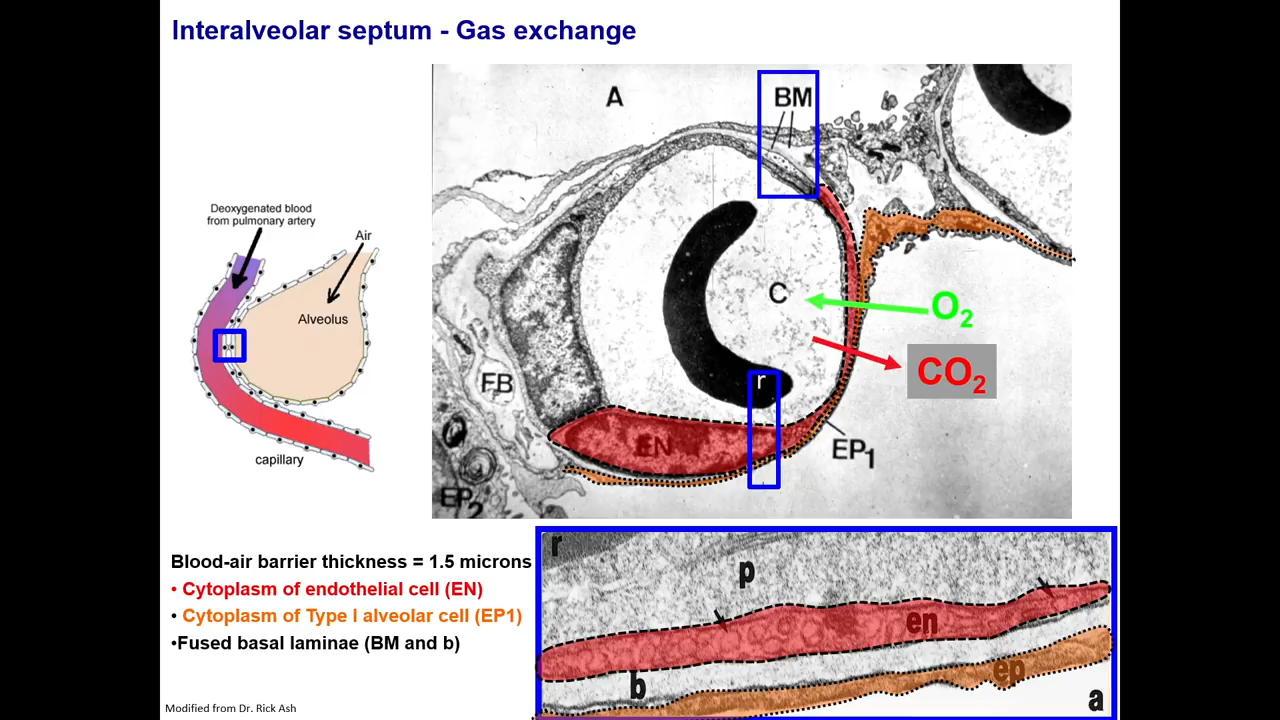 Interalveolar septum - Gas exchange
A
BM
Deoxygenated blood
from pulmonary artery
Air
Alveolus
capillary
C
O2
CO2
r
FB
EN
EP1
EP2
Blood-air barrier thickness = 1.5 microns
• Cytoplasm of endothelial cell (EN)
• Cytoplasm of Type I alveolar cell (EP1)
•Fused basal laminae (BM and b)
r
p
en
b
ep
a
Modified from Dr. Rick Ash